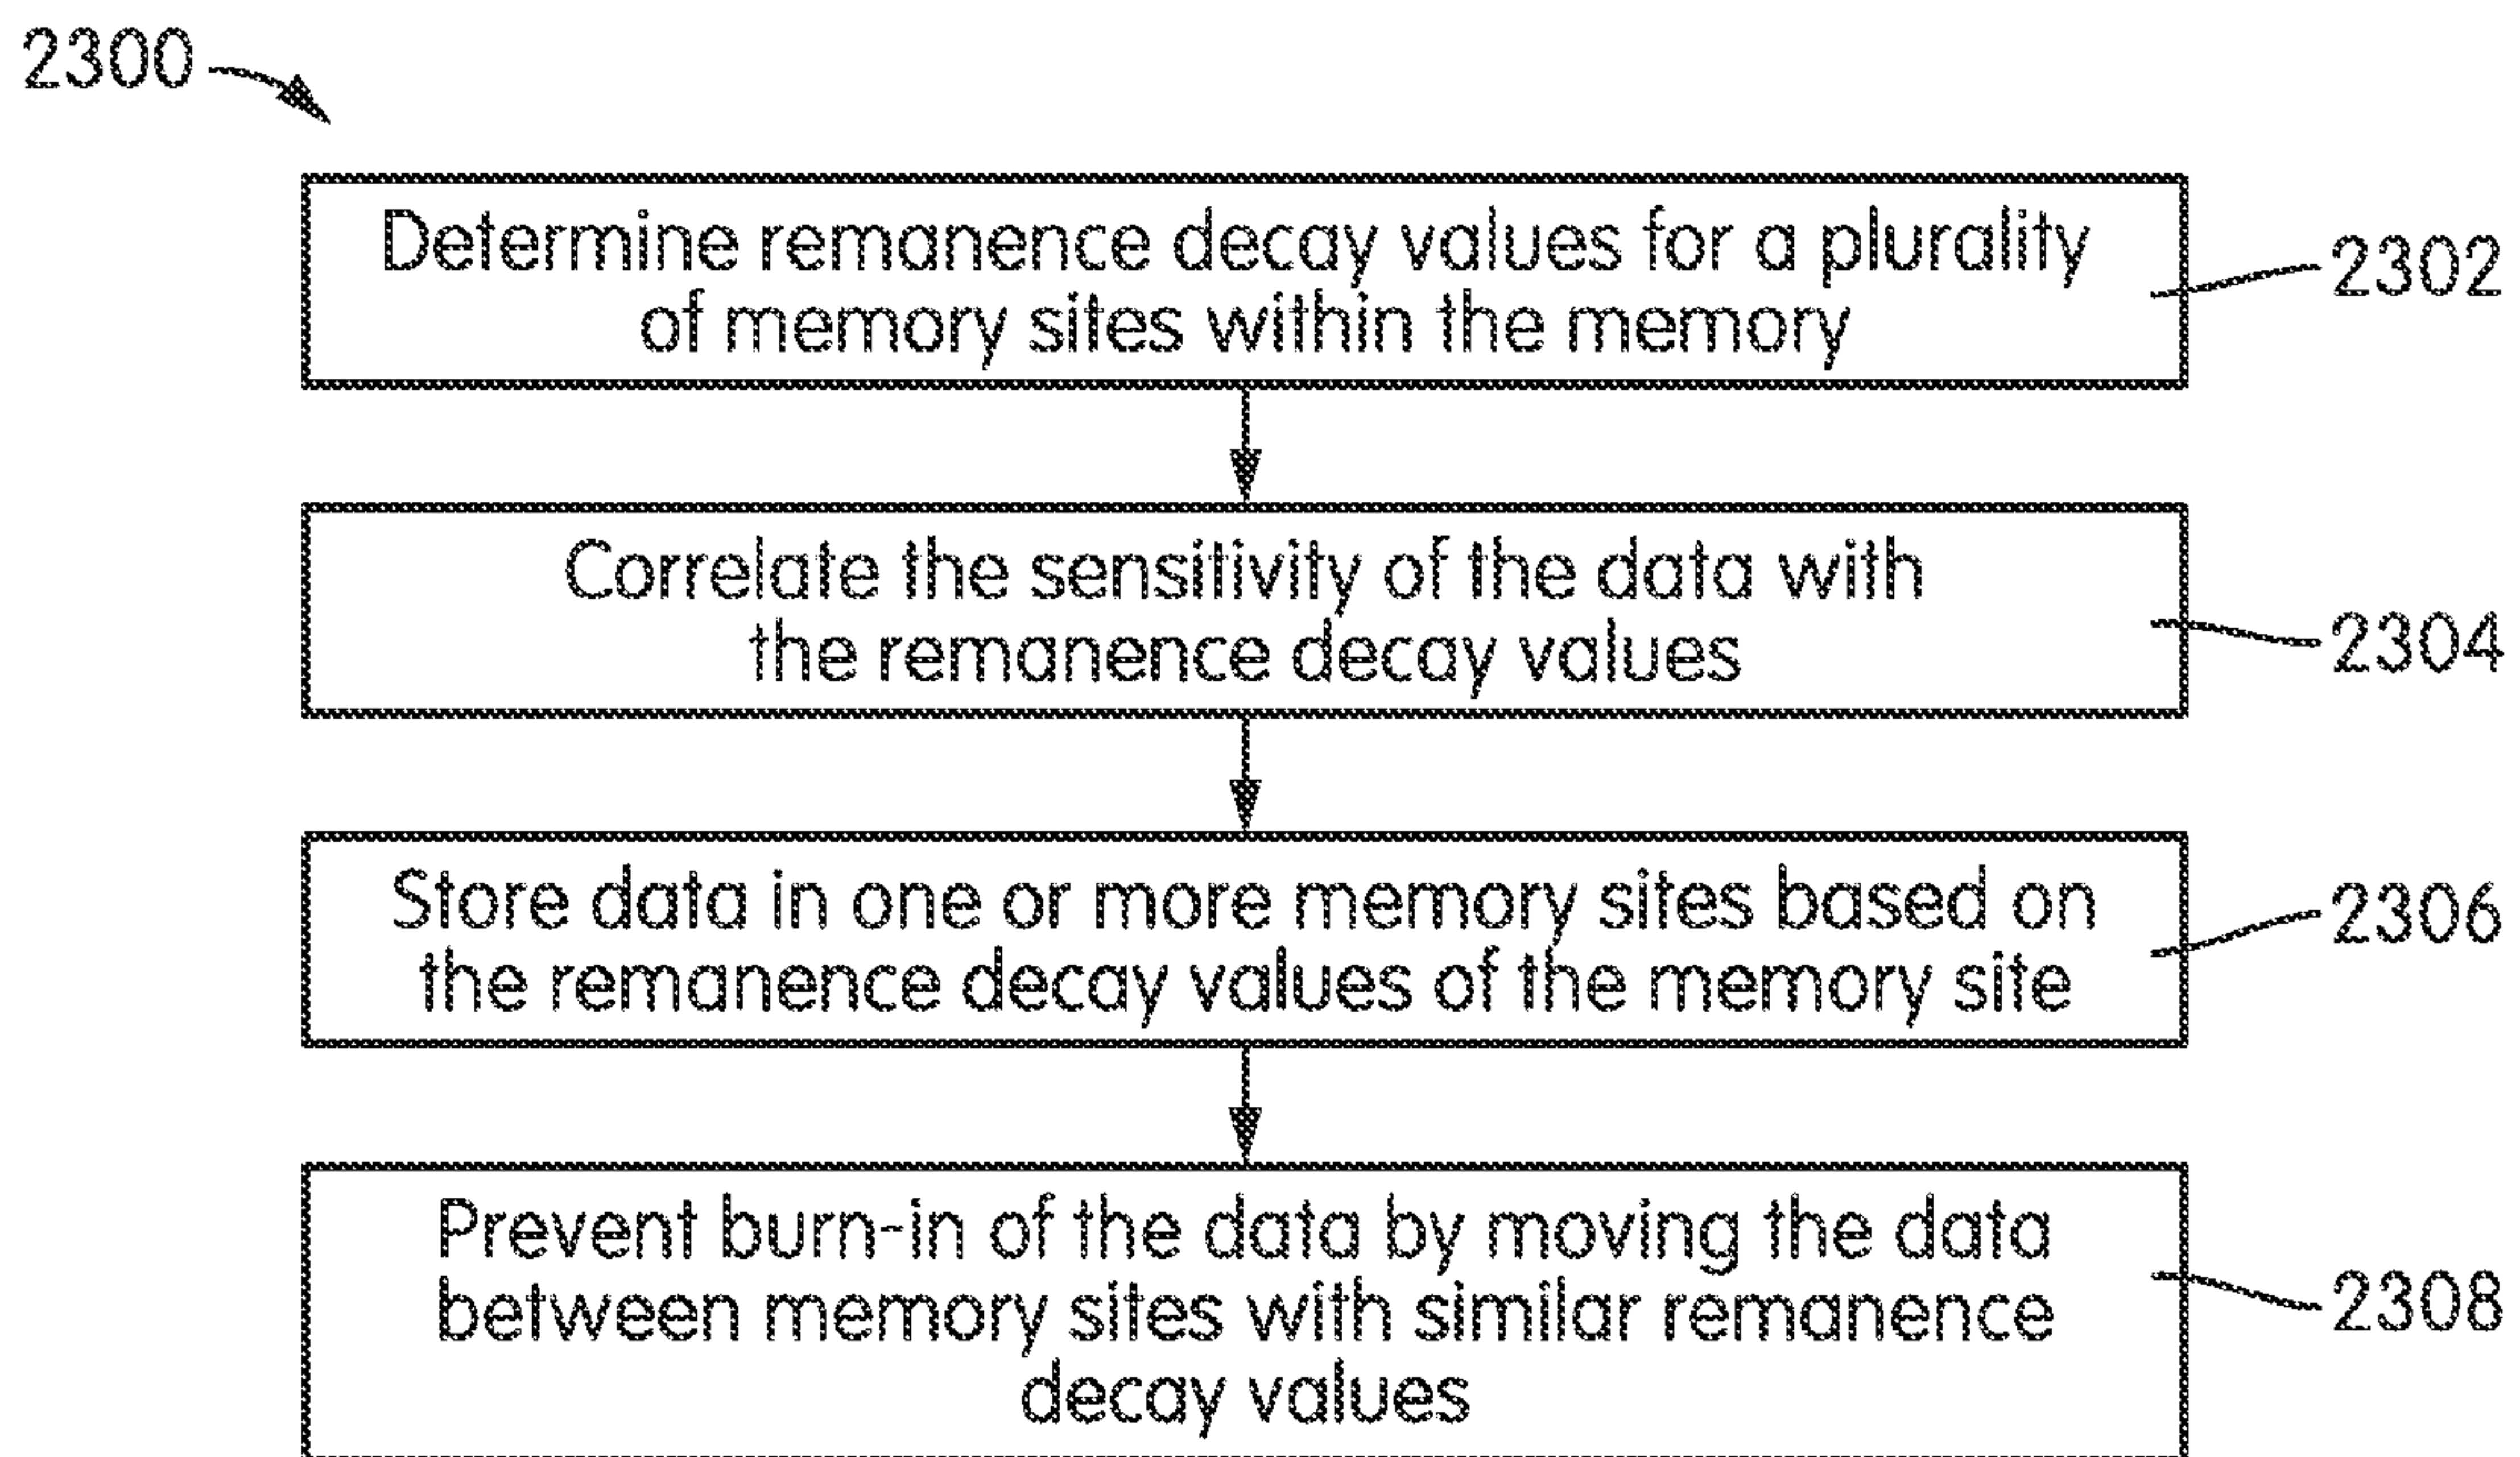 2300
Determine remanence decay values for a plurality
of memory sites within the memory
2302
Correlate the sensitivity of the data with
the remanence decay values
2304
Store data in one or more memory sites based on
the remanence decay values of the memory site
2306
Prevent burn-in of the data by moving the data
between memory sites with similar remanence
decay values
2308